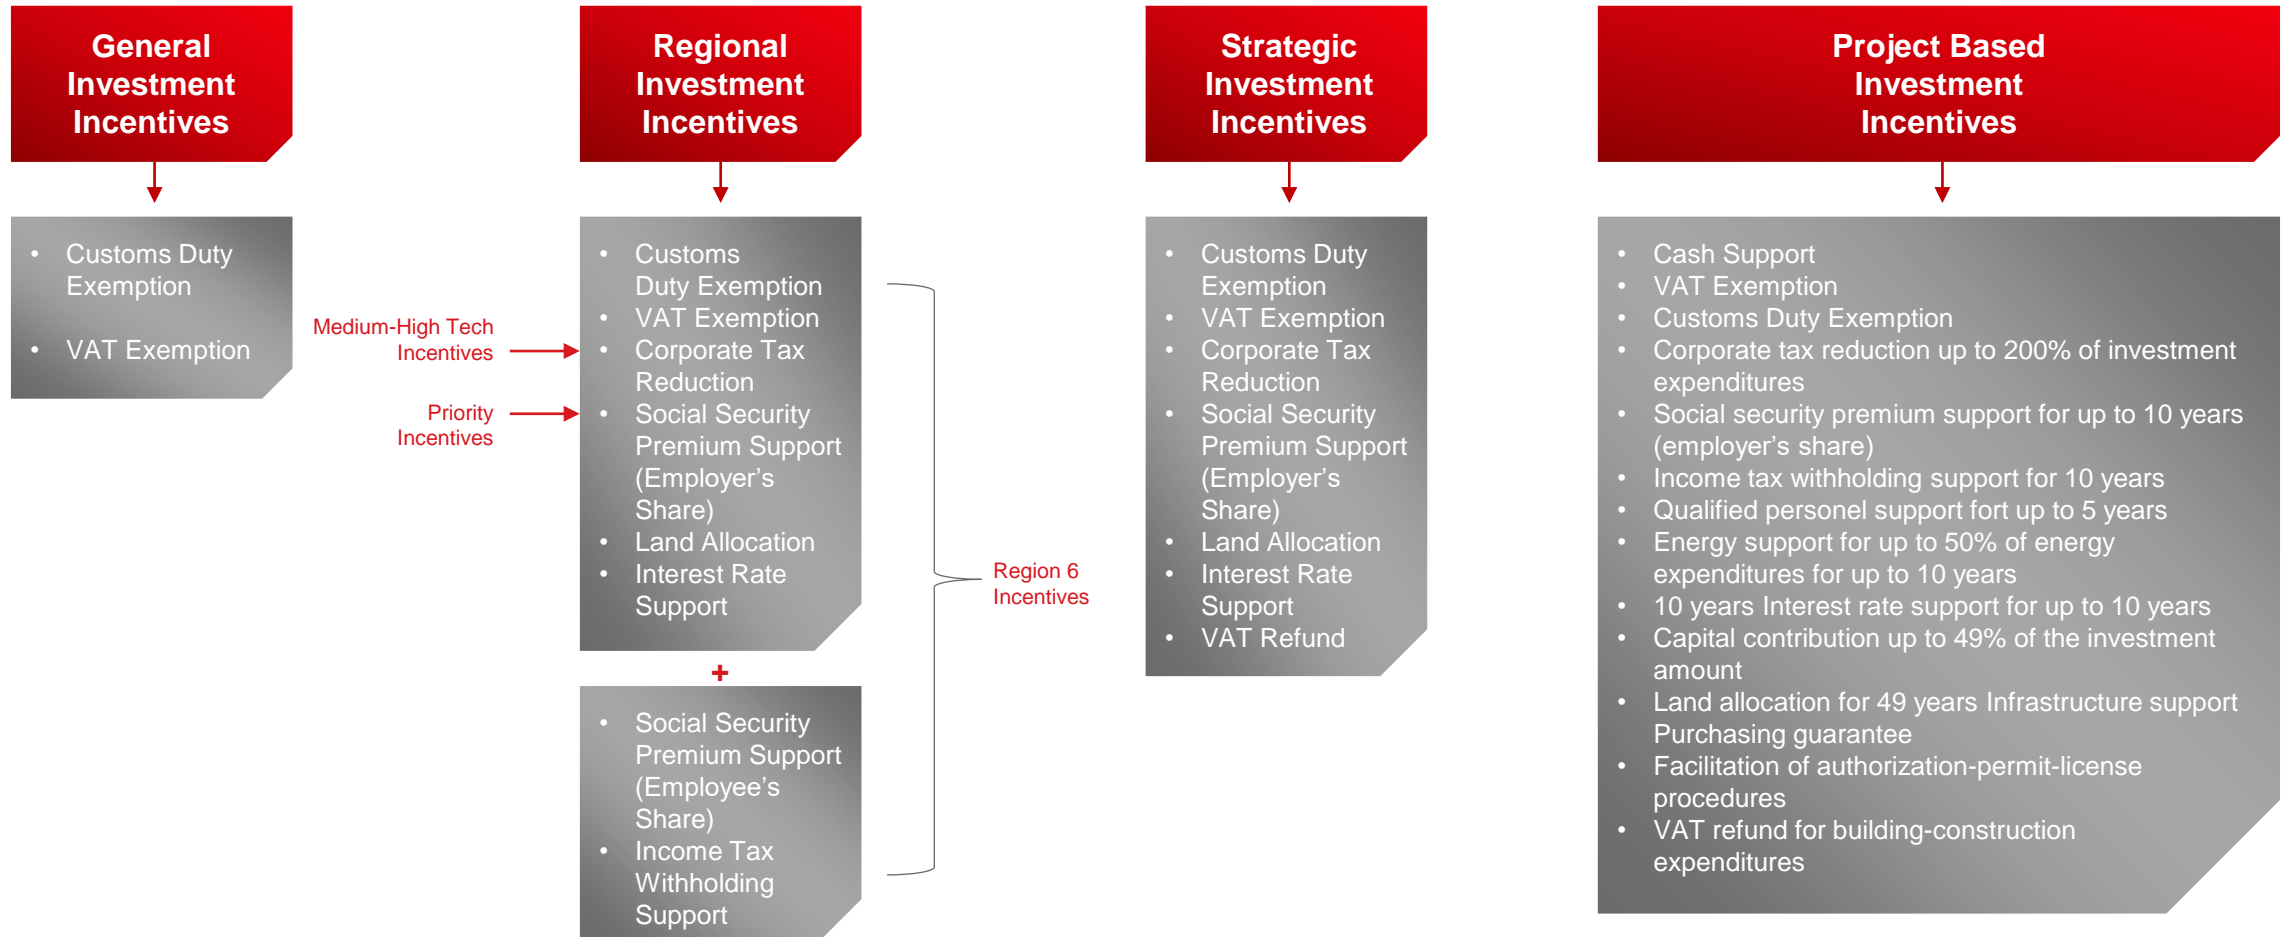 General
Investment
Incentives
• Customs Duty
Exemption
• VAT Exemption
Medium-High Tech
Incentives
Priority
Incentives
Regional
Investment
Incentives
• Customs
Duty Exemption
• VAT Exemption
• Corporate Tax
Reduction
• Social Security
Premium Support
(Employer’s
Share)
• Land Allocation
• Interest Rate
Support
+
• Social Security
Premium Support
(Employee’s
Share)
• Income Tax
Withholding
Support
Region 6
Incentives
Strategic
Investment
Incentives
• Customs Duty
Exemption
• VAT Exemption
• Corporate Tax
Reduction
• Social Security
Premium Support
(Employer’s
Share)
• Land Allocation
• Interest Rate
Support
• VAT Refund
Project Based
Investment
Incentives
• Cash Support
• VAT Exemption
• Customs Duty Exemption
• Corporate tax reduction up to 200% of investment
expenditures
• Social security premium support for up to 10 years
(employer’s share)
• Income tax withholding support for 10 years
• Qualified personel support fort up to 5 years
• Energy support for up to 50% of energy
expenditures for up to 10 years
• 10 years Interest rate support for up to 10 years
• Capital contribution up to 49% of the investment
amount
• Land allocation for 49 years Infrastructure support
Purchasing guarantee
• Facilitation of authorization-permit-license
procedures
• VAT refund for building-construction
expenditures